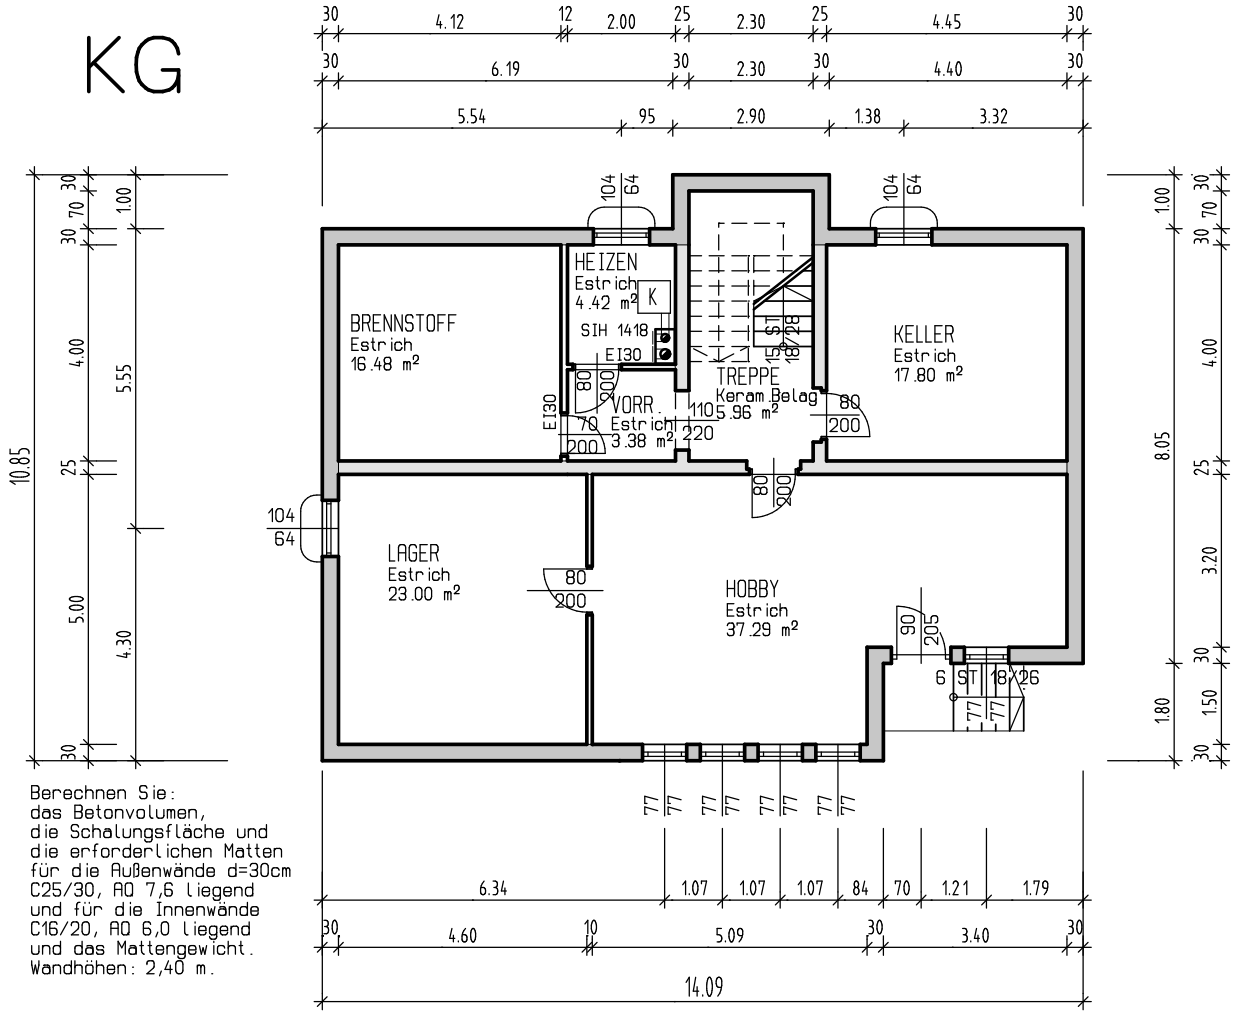 KG
30 4.12 12 2.00 25 2.30 25 4.45 30
30 6.19 30 2.30 30 4.40 30
5.54 95 2.90 1.38 3.32
10.85
30 70 30 4.00 25 5.00 30
1.00 5.55 4.30
1.00 8.05 1.80
30 70 30 4.00 25 3.20 30 1.50 30
104
64
104
64
HEIZEN
Estrich
4.42 m²
K
SIH 1418
EI30
BRENNSTOFF
Estrich
16.48 m²
15 ST
18/28
KELLER
Estrich
17.80 m²
TREPPE
Keram.Belag
5.96 m²
80
200
VORR.
Estrich
3.38 m²
EI30
70
200
110
220
80
200
80
200
104
64
LAGER
Estrich
23.00 m²
80
200
HOBBY
Estrich
37.29 m²
90
205
6 ST 18/26
77
77
77 77 77 77 77 77 77 77
Berechnen Sie:
das Betonvolumen,
die Schalungsfläche und
die erforderlichen Matten
für die Außenwände d=30cm
C25/30, AQ 7,6 liegend
und für die Innenwände
C16/20, AQ 6,0 liegend
und das Mattengewicht.
Wandhöhen: 2,40 m.
6.34 1.07 1.07 1.07 84 70 1.21 1.79
30 4.60 10 5.09 30 3.40 30
14.09